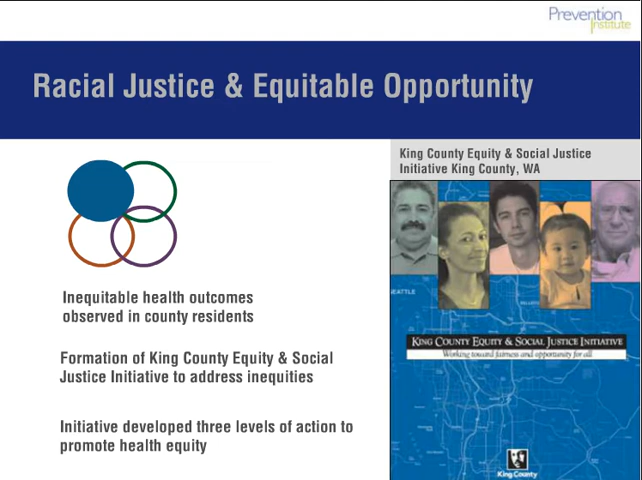 Prevention
Institute
Racial Justice & Equitable Opportunity
King County Equity & Social Justice
Initiative King County, WA
SEATTLE
KING COUNTY EQUITY & SOCIAL JUSTICE INITIATIVE
Working toward fairness and opportunity for all
King County
Inequitable health outcomes
observed in county residents
Formation of King County Equity & Social
Justice Initiative to address inequities
Initiative developed three levels of action to
promote health equity